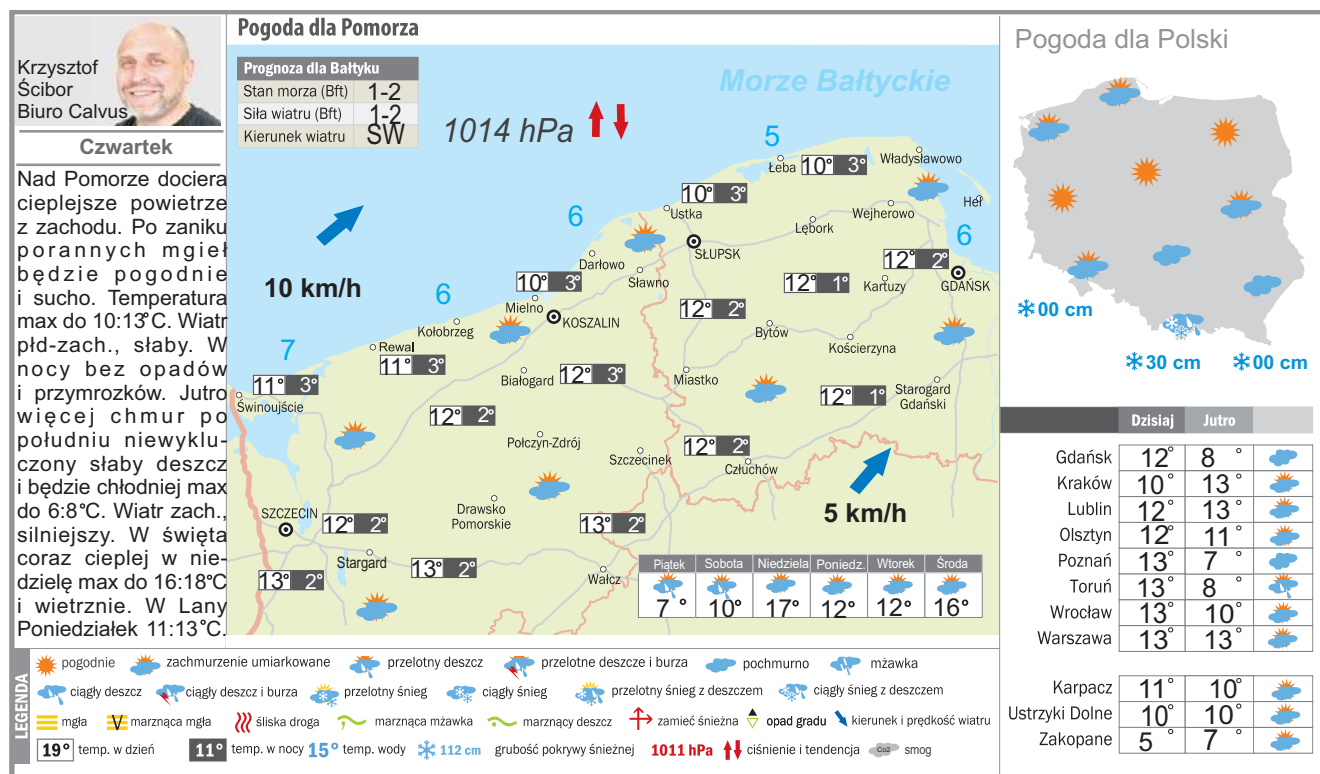 Krzysztof
Ścibor
Biuro Calvus
Czwartek
Nad Pomorze dociera
cieplejsze powietrze
z zachodu. Po zaniku
porannych mgieł
będzie pogodnie
i sucho. Temperatura
max do 10:13°C. Wiatr
płd-zach., słaby. W
nocy bez opadów
i przymrozków. Jutro
więcej chmur po
południu niewyklu-
czony słaby deszcz
i będzie chłodniej max
do 6:8°C. Wiatr zach.,
silniejszy. W święta
coraz cieplej w nie-
dzielę max do 16:18°C
i wietrznie. W Lany
Poniedziałek 11:13°C.
Pogoda dla Pomorza
Prognoza dla Bałtyku
Stan morza (Bft) 1-2
Siła wiatru (Bft) 1-2
Kierunek wiatru SW
Morze Bałtyckie
1014 hPa
5
Łeba 10° 3°
Władysławowo
10° 3°
Ustka
Hel
Wejherowo
Lębork
6
6
SŁUPSK
Darłowo
12° 2°
GDAŃSK
10° 3°
Sławno
12° 1°
Kartuzy
10 km/h
6
Mielno
KOSZALIN
12° 2°
Kołobrzeg
Bytów
Kościerzyna
7
Rewal
11° 3°
Białogard
12° 3°
Miastko
11° 3°
Świnoujście
12° 1°
Starogard
Gdański
12° 2°
Połczyn-Zdrój
Szczecinek
12° 2°
Człuchów
5 km/h
SZCZECIN
12° 2°
Drawsko
Pomorskie
13° 2°
Stargard
13° 2°
13° 2°
Wałcz
Piątek Sobota Niedziela Poniedz. Wtorek Środa
7° 10° 17° 12° 12° 16°
Pogoda dla Polski
00 cm
30 cm 00 cm
Dzisiaj Jutro
Gdańsk 12° 8°
Kraków 10° 13°
Lublin 12° 13°
Olsztyn 12° 11°
Poznań 13° 7°
Toruń 13° 8°
Wrocław 13° 10°
Warszawa 13° 13°
Karpacz 11° 10°
Ustrzyki Dolne 10° 10°
Zakopane 5° 7°
LEGENDA
pogodnie zachmurzenie umiarkowane przelotny deszcz przelotne deszcze i burza pochmurno mżawka
ciągły deszcz ciągły deszcz i burza przelotny śnieg ciągły śnieg przelotny śnieg z deszczem ciągły śnieg z deszczem
mgła marznąca mgła śliska droga marznąca mżawka marznący deszcz zamieć śnieżna opad gradu kierunek i prędkość wiatru
19° temp. w dzień 11° temp. w nocy 15° temp. wody 112 cm grubość pokrywy śnieżnej 1011 hPa ciśnienie i tendencja Co2 smog